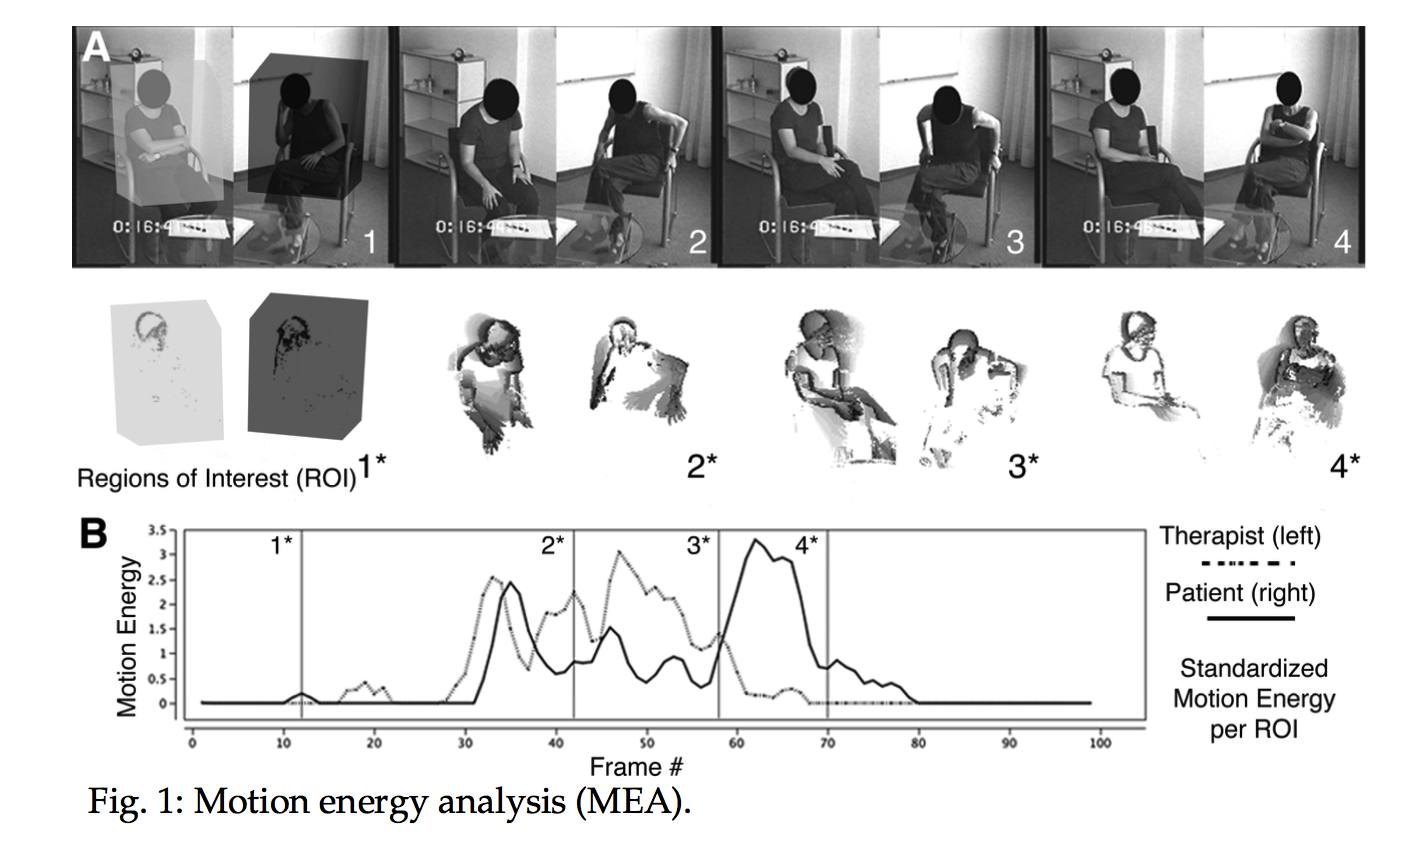 A
0:16:4
1
0:16:4
2
0:16:4
3
0:16:4
4
Regions of Interest (ROI)
1*
2*
3*
4*
B
Motion Energy
3.5
3
2.5
2
1.5
1
0.5
0
1*
2*
3*
4*
0 10 20 30 40 50 60 70 80 90 100
Frame #
Therapist (left)
Patient (right)
Standardized
Motion Energy
per ROI
Fig. 1: Motion energy analysis (MEA).